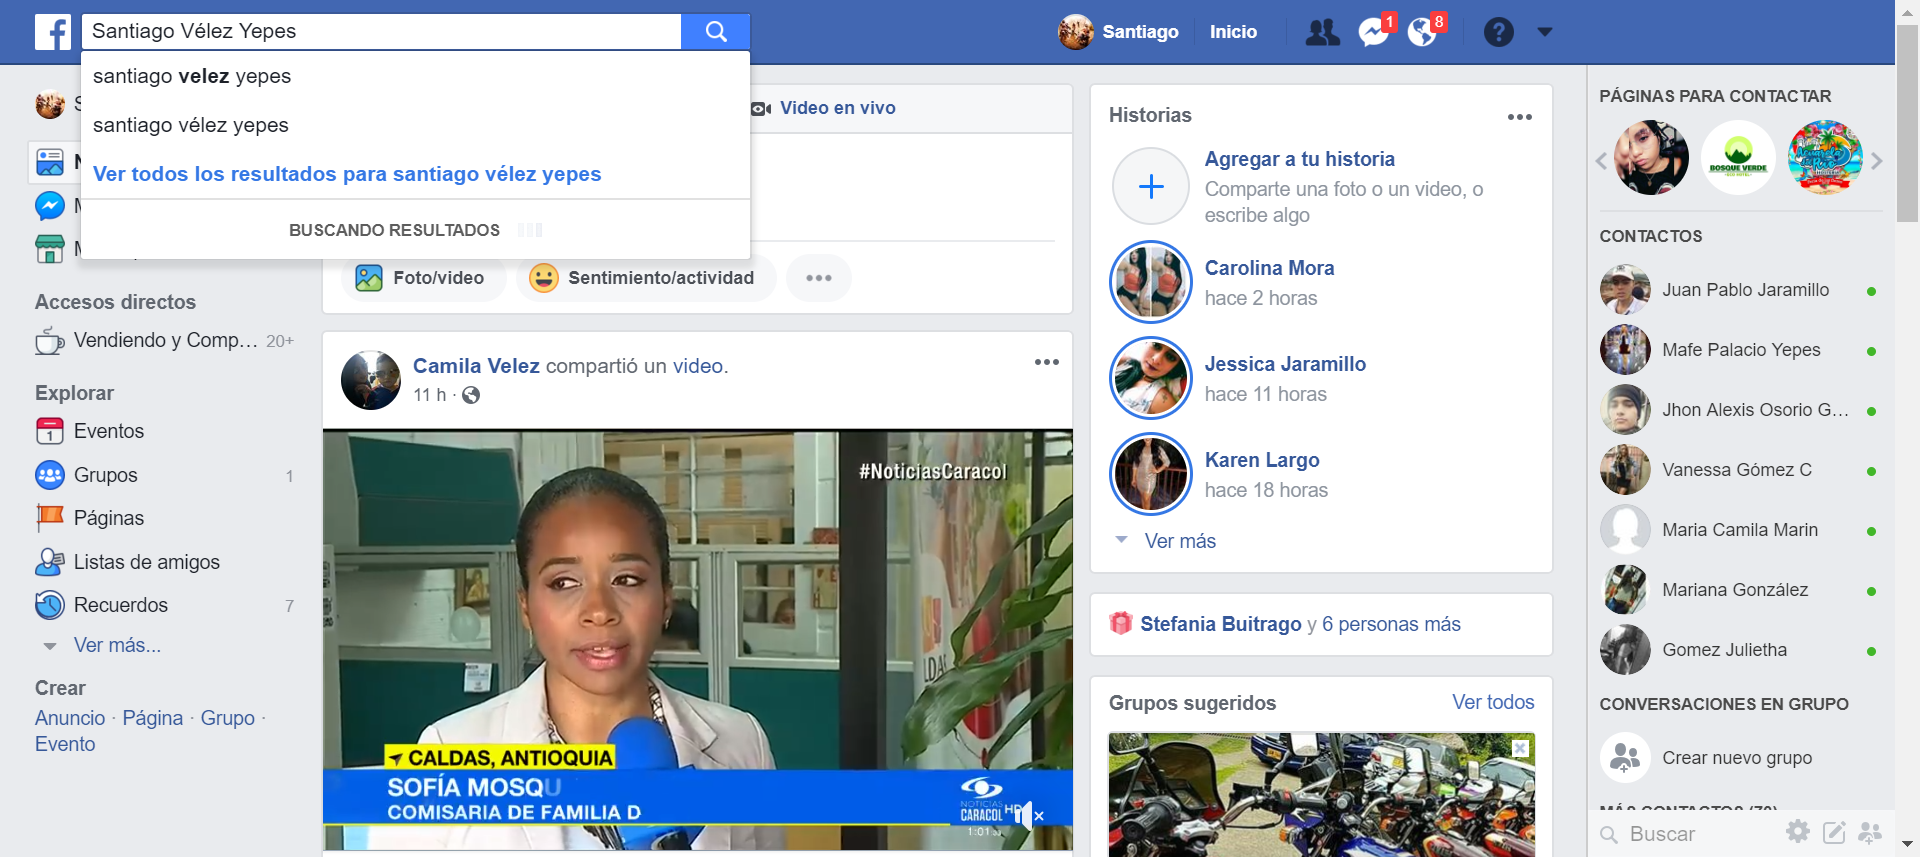 Santiago Vélez Yepes
Santiago
Inicio
1
8
santiago velez yepes
santiago vélez yepes
Ver todos los resultados para santiago vélez yepes
BUSCANDO RESULTADOS
S
N
M
M
Accesos directos
Vendiendo y Comp... 20+
Explorar
1
Eventos
Grupos 1
Páginas
Listas de amigos
Recuerdos 7
Ver más...
Crear
Anuncio · Página · Grupo ·
Evento
Video en vivo
Foto/video
Sentimiento/actividad
Camila Velez compartió un video.
11 h ·
#NoticiasCaracol
CALDAS, ANTIOQUIA
SOFÍA MOSQU
COMISARIA DE FAMILIA D
NOTICIAS
CARACOL HD
Historias
Agregar a tu historia
Comparte una foto o un video, o
escribe algo
Carolina Mora
hace 2 horas
Jessica Jaramillo
hace 11 horas
Karen Largo
hace 18 horas
Ver más
Stefania Buitrago y 6 personas más
Grupos sugeridos
Ver todos
PÁGINAS PARA CONTACTAR
BOSQUE VERDE
CONTACTOS
Juan Pablo Jaramillo
Mafe Palacio Yepes
Jhon Alexis Osorio G...
Vanessa Gómez C
Maria Camila Marin
Mariana González
Gomez Julietha
CONVERSACIONES EN GRUPO
Crear nuevo grupo
MÁS CONTACTOS (70)
Buscar